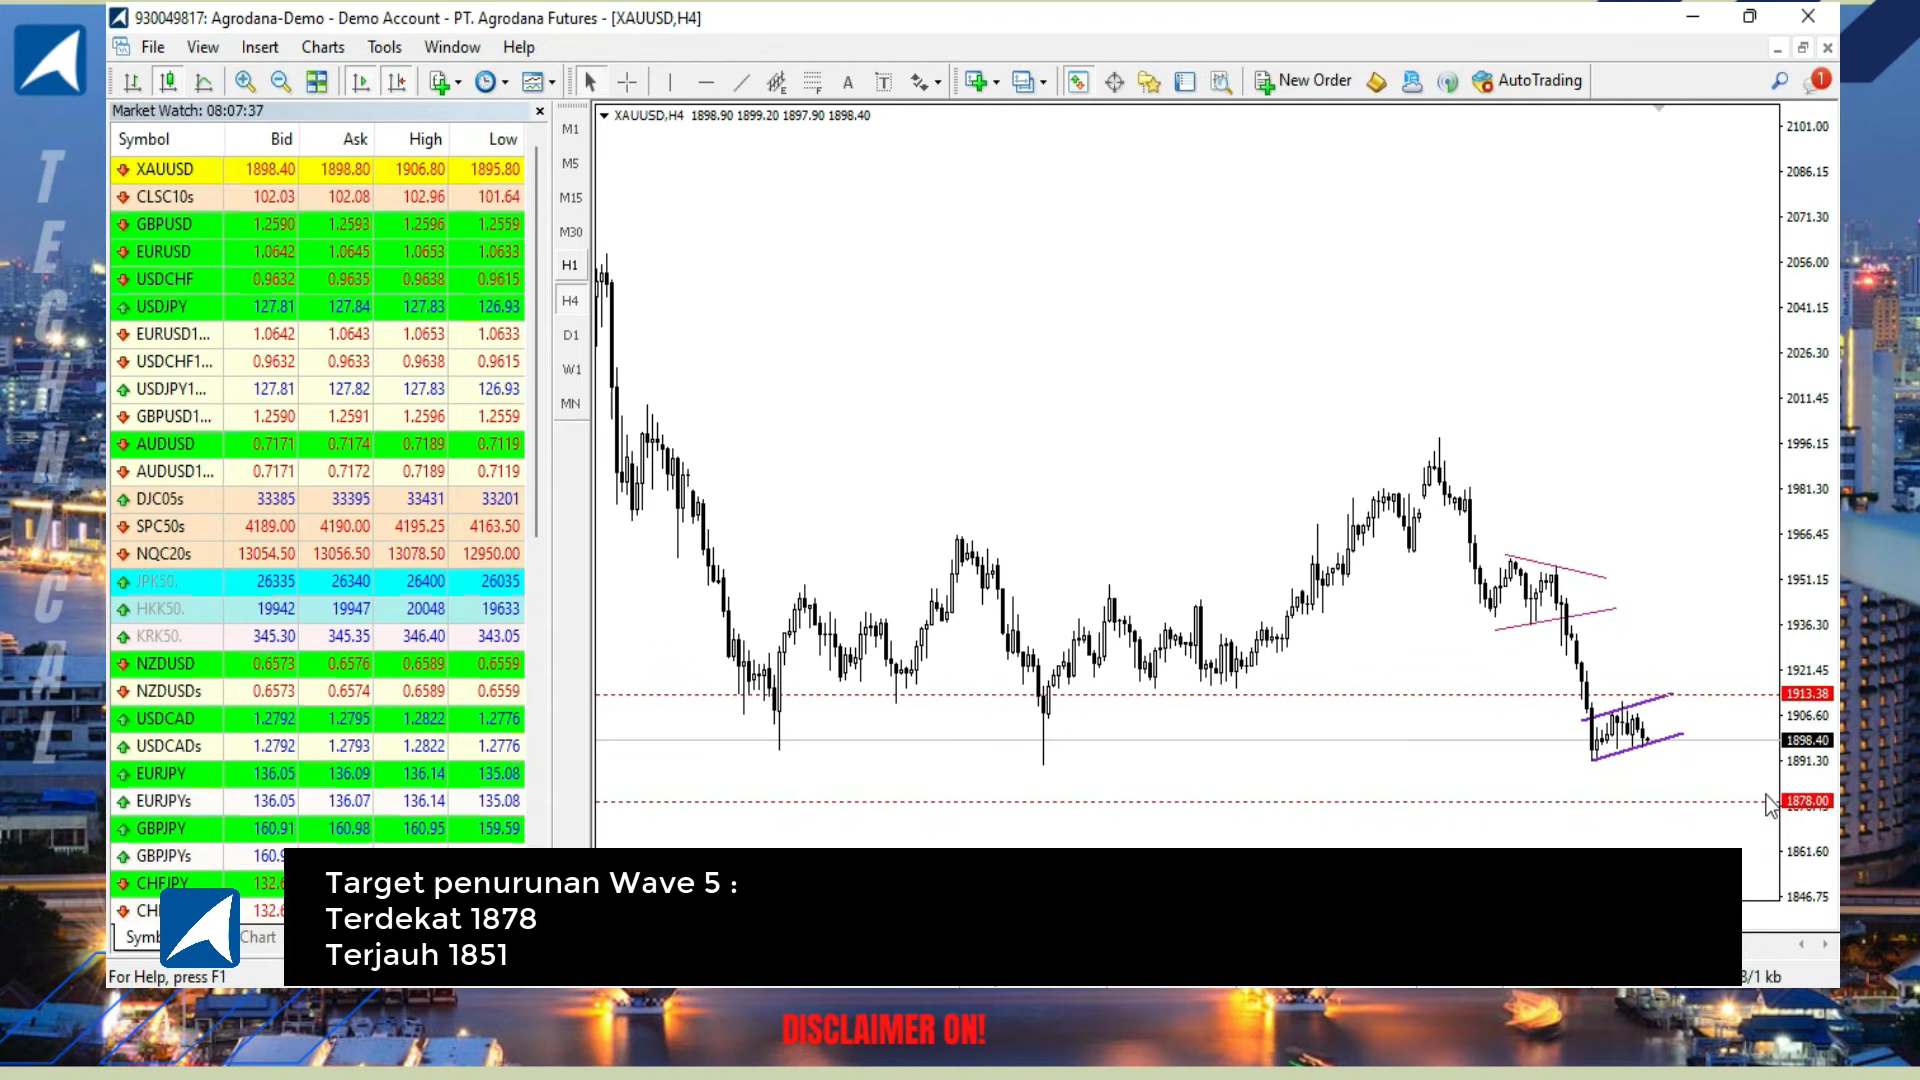 930049817: Agrodana-Demo - Demo Account - PT. Agrodana Futures - [XAUUSD,H4]
File View Insert Charts Tools Window Help
New Order AutoTrading 1
Market Watch: 08:07:37
Symbol Bid Ask High Low
XAUUSD 1898.40 1898.80 1906.80 1895.80
CLSC10s 102.03 102.08 102.96 101.64
GBPUSD 1.2590 1.2593 1.2596 1.2559
EURUSD 1.0642 1.0645 1.0653 1.0633
USDCHF 0.9632 0.9635 0.9638 0.9615
USDJPY 127.81 127.84 127.83 126.93
EURUSD1... 1.0642 1.0643 1.0653 1.0633
USDCHF1... 0.9632 0.9633 0.9638 0.9615
USDJPY1... 127.81 127.82 127.83 126.93
GBPUSD1... 1.2590 1.2591 1.2596 1.2559
AUDUSD 0.7171 0.7174 0.7189 0.7119
AUDUSD1... 0.7171 0.7172 0.7189 0.7119
DJC05s 33385 33395 33431 33201
SPC50s 4189.00 4190.00 4195.25 4163.50
NQC20s 13054.50 13056.50 13078.50 12950.00
JPK50. 26335 26340 26400 26035
HKK50. 19942 19947 20048 19633
KRK50. 345.30 345.35 346.40 343.05
NZDUSD 0.6573 0.6576 0.6589 0.6559
NZDUSDs 0.6573 0.6574 0.6589 0.6559
USDCAD 1.2792 1.2795 1.2822 1.2776
USDCADs 1.2792 1.2793 1.2822 1.2776
EURJPY 136.05 136.09 136.14 135.08
EURJPYs 136.05 136.07 136.14 135.08
GBPJPY 160.91 160.98 160.95 159.59
GBPJPYs 160.9
CHFJPY 132.6
CH 132.6
Symb Chart
For Help, press F1
M1
M5
M15
M30
H1
H4
D1
W1
MN
XAUUSD,H4 1898.90 1899.20 1897.90 1898.40
2101.00
2086.15
2071.30
2056.00
2041.15
2026.30
2011.45
1996.15
1981.30
1966.45
1951.15
1936.30
1921.45
1913.38
1906.60
1898.40
1891.30
1878.00
1861.60
1846.75
Target penurunan Wave 5 :
Terdekat 1878
Terjauh 1851
/1 kb
TECHNICAL
DISCLAIMER ON!